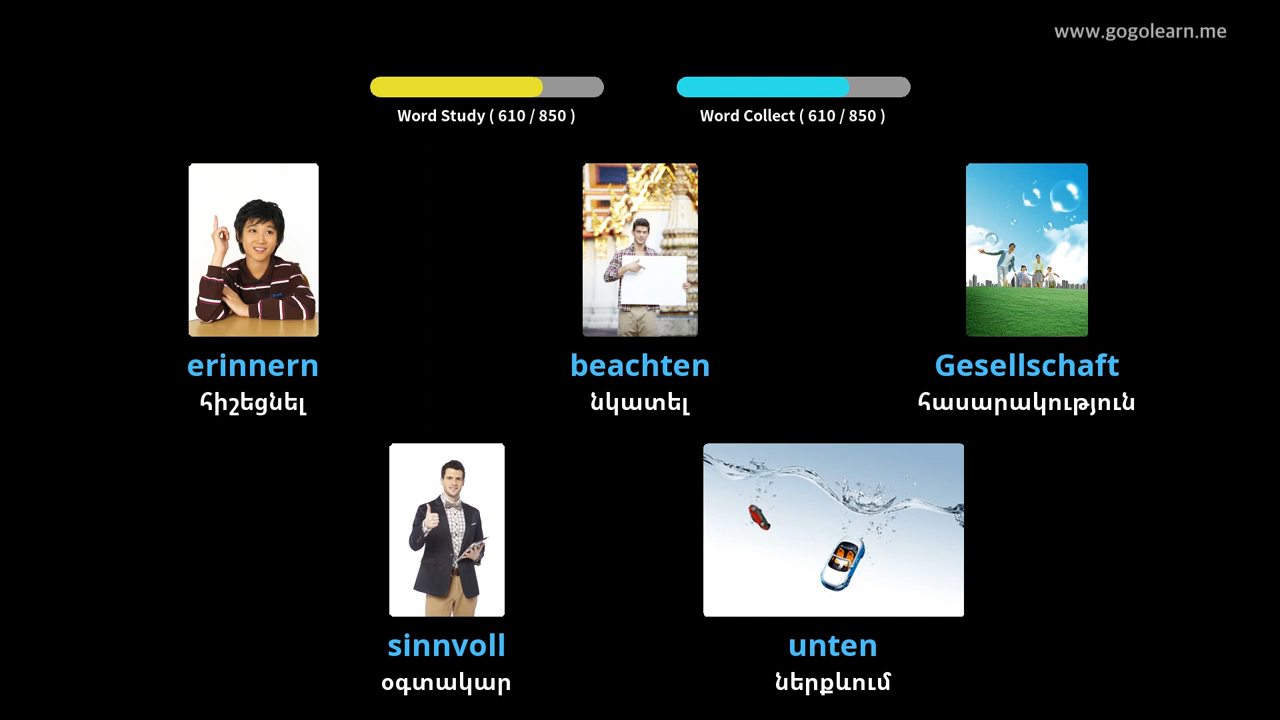 www.gogolearn.me
Word Study ( 610 / 850 )
Word Collect ( 610 / 850 )
erinnern
հիշեցնել
beachten
նկատել
Gesellschaft
հասարակություն
sinnvoll
օգտակար
unten
ներքևում